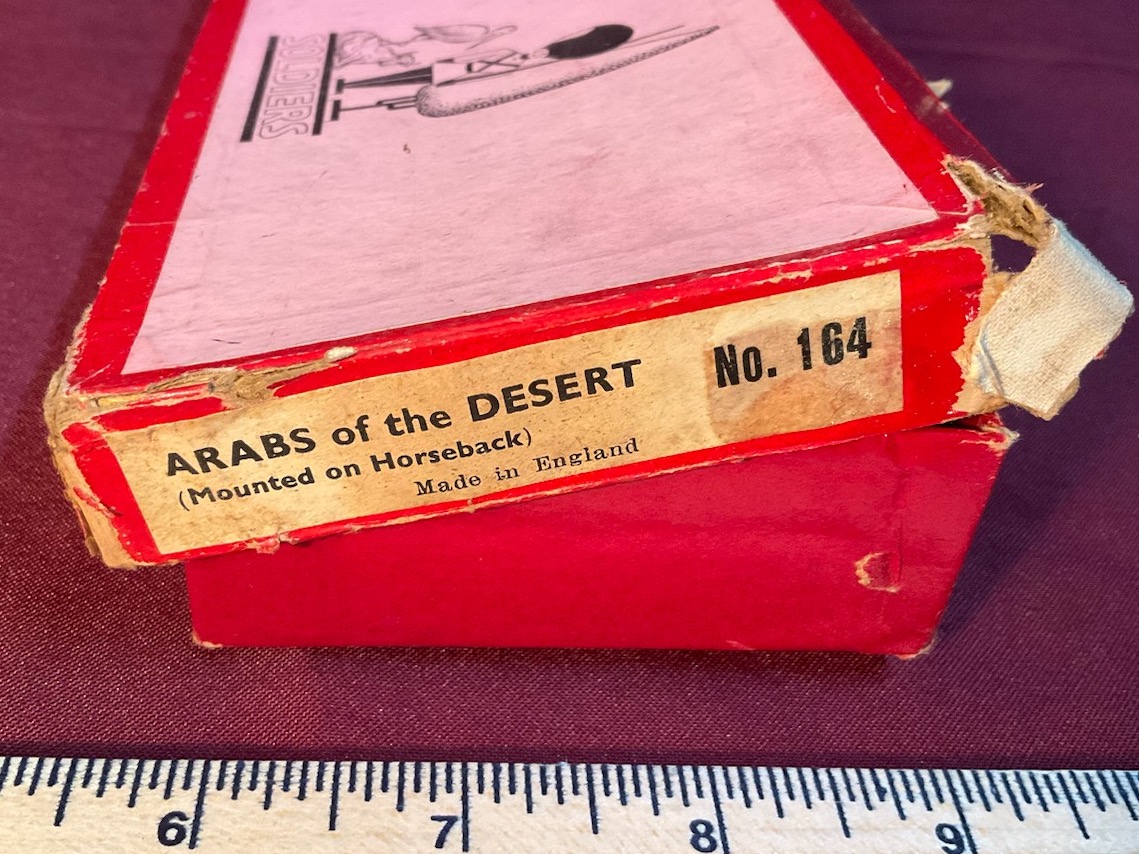 SOLDIERS
ARABS of the DESERT
No. 164
(Mounted on Horseback)
Made in England
6 7 8 9